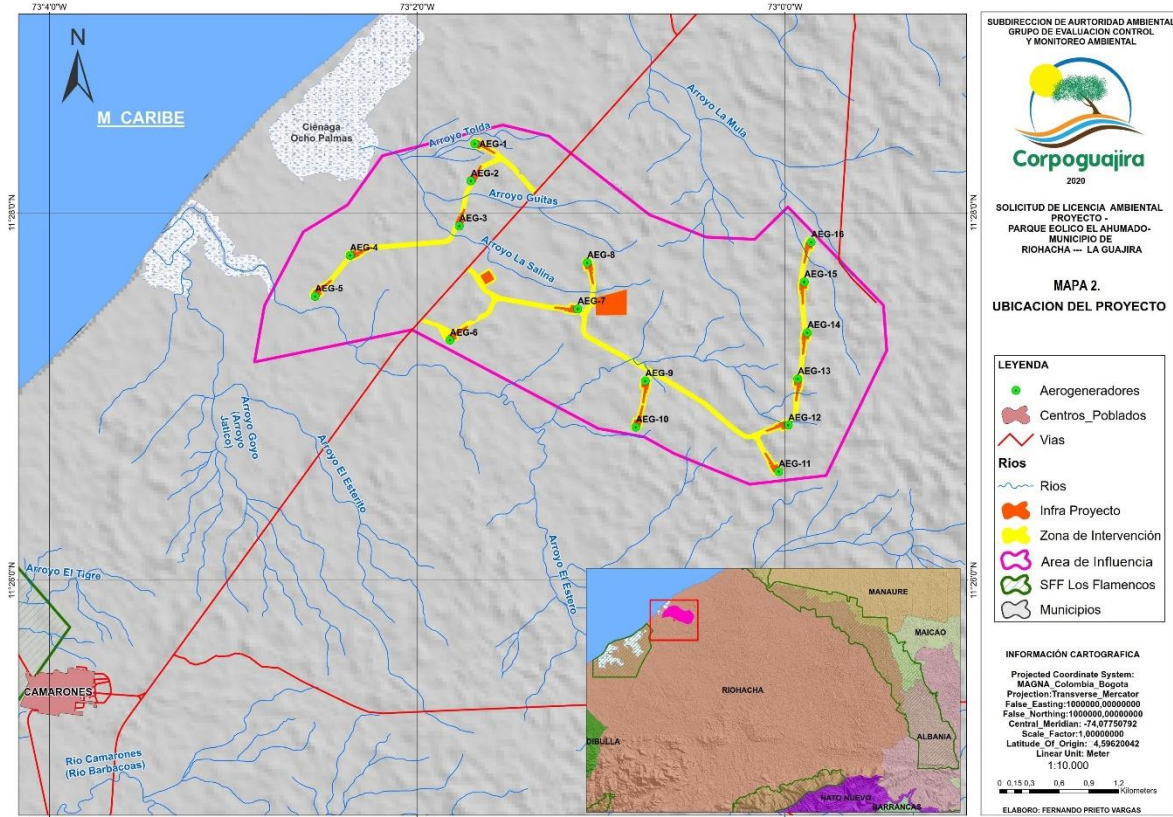 73°4'0"W
73°2'0"W
73°0'0"W
N
M CARIBE
Ciénaga
Ocho Palmas
Arroyo La Mula
Arroyo Tolda
AEG-1
AEG-2
Arroyo Guitas
AEG-3
11°28'0"N
11°28'0"N
AEG-4
Arroyo La Salina
AEG-5
AEG-6
AEG-7
AEG-8
AEG-9
AEG-10
AEG-11
AEG-12
AEG-13
AEG-14
AEG-15
AEG-16
Arroyo Goyo
(Arroyo
Jatico)
Arroyo El Esterito
Arroyo El Estero
11°26'0"N
11°26'0"N
Arroyo El Tigre
CAMARONES
Rio Camarones
(Rio Barbacoas)
MANAURE
MAICAO
RIOHACHA
ALBANIA
DIBULLA
HATO NUEVO
BARRANCAS
SUBDIRECCION DE AURTORIDAD AMBIENTAL
GRUPO DE EVALUACION CONTROL
Y MONITOREO AMBIENTAL
Corpoguajira
2020
SOLICITUD DE LICENCIA AMBIENTAL
PROYECTO -
PARQUE EOLICO EL AHUMADO-
MUNICIPIO DE
RIOHACHA --- LA GUAJIRA
MAPA 2.
UBICACION DEL PROYECTO
LEYENDA
Aerogeneradores
Centros_Poblados
Vias
Rios
Rios
Infra Proyecto
Zona de Intervención
Area de Influencia
SFF Los Flamencos
Municipios
INFORMACIÓN CARTOGRAFICA
Projected Coordinate System:
MAGNA_Colombia_Bogota
Projection:Transverse_Mercator
False_Easting:1000000,00000000
False_Northing:1000000,00000000
Central_Meridian: -74,07750792
Scale_Factor:1,00000000
Latitude_Of_Origin: 4,59620042
Linear Unit: Meter
1:10.000
0 0,15 0,3 0,6 0,9 1,2
Kilometers
ELABORO: FERNANDO PRIETO VARGAS